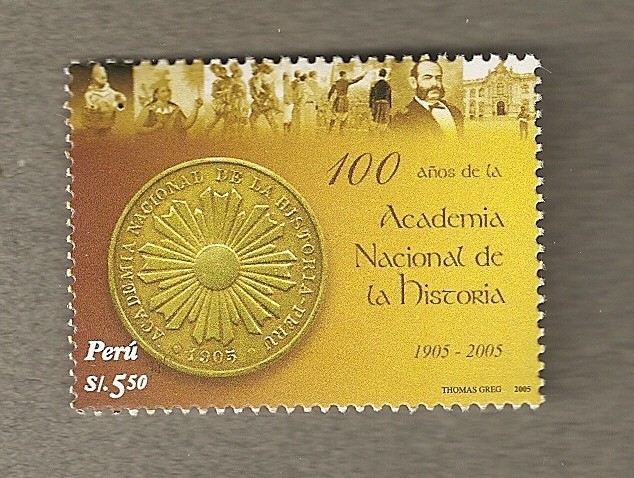 100 años de la
Academia
Nacional de
la Historia
1905 - 2005
ACADEMIA NACIONAL DE LA HISTORIA-PERU
1905
Perú
S/. 5.50
THOMAS GREG 2005